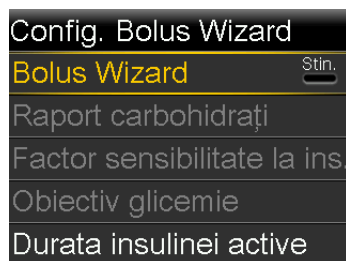 Config. Bolus Wizard
Bolus Wizard Stin.
Raport carbohidrați
Factor sensibilitate la ins.
Obiectiv glicemie
Durata insulinei active